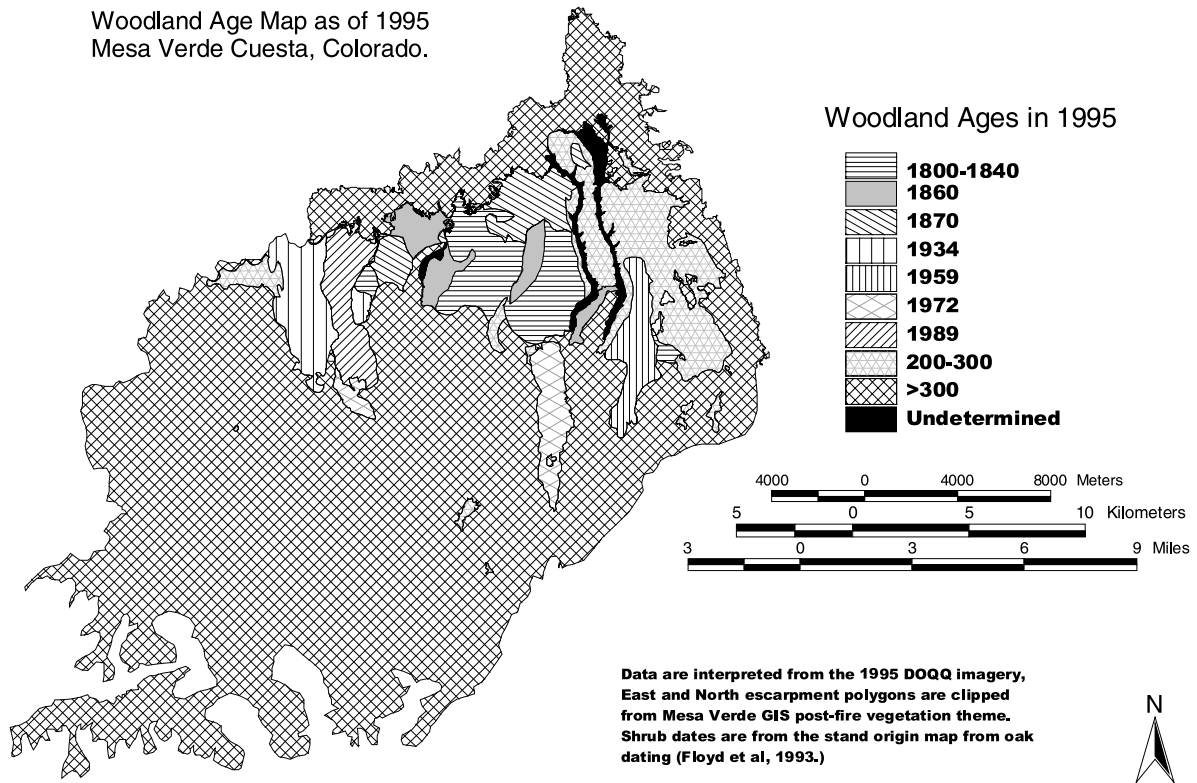 Woodland Age Map as of 1995
Mesa Verde Cuesta, Colorado.
Woodland Ages in 1995
1800-1840
1860
1870
1934
1959
1972
1989
200-300
>300
Undetermined
4000 0 4000 8000 Meters
5 0 5 10 Kilometers
3 0 3 6 9 Miles
Data are interpreted from the 1995 DOQQ imagery,
East and North escarpment polygons are clipped
from Mesa Verde GIS post-fire vegetation theme.
Shrub dates are from the stand origin map from oak
dating (Floyd et al, 1993.)
N